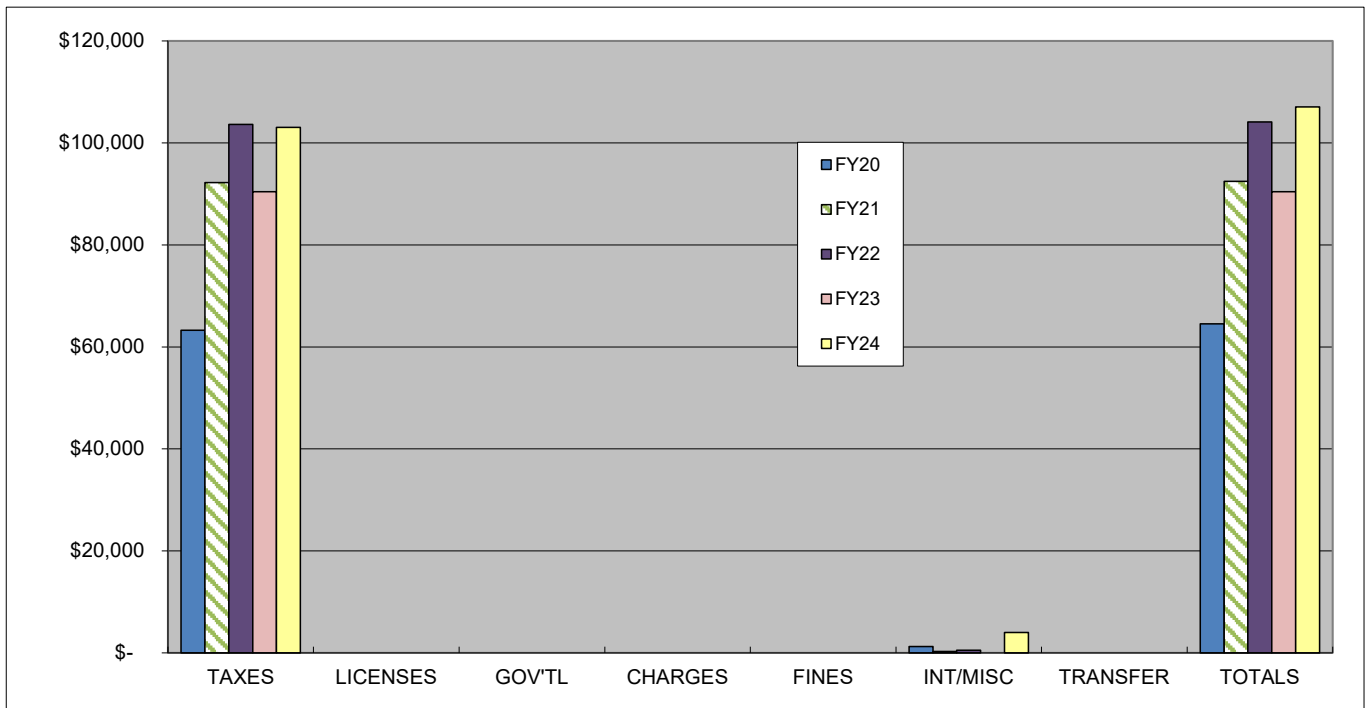 $120,000
$100,000
$80,000
$60,000
$40,000
$20,000
$-
FY20
FY21
FY22
FY23
FY24
TAXES LICENSES GOV'TL CHARGES FINES INT/MISC TRANSFER TOTALS